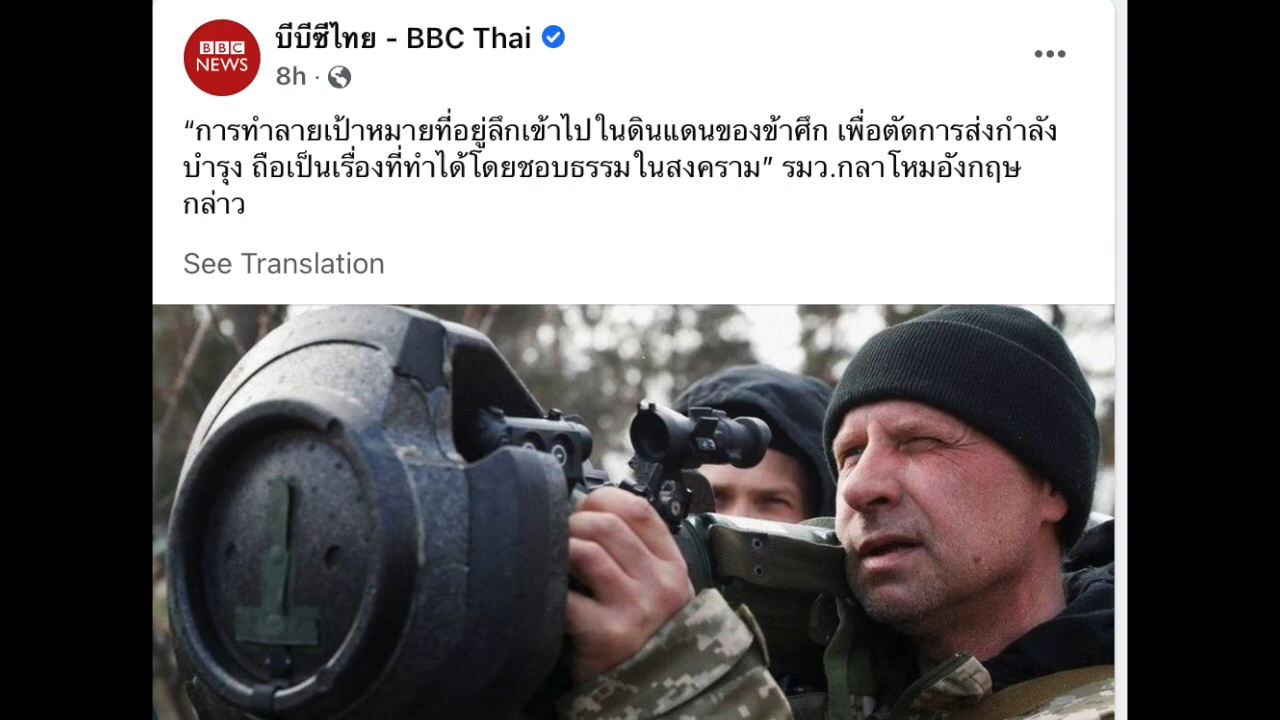 บีบีซีไทย - BBC Thai
BBC
NEWS
8h ·
“การทำลายเป้าหมายที่อยู่ลึกเข้าไปในดินแดนของข้าศึก เพื่อตัดการส่งกำลัง
บำรุง ถือเป็นเรื่องที่ทำได้โดยชอบธรรมในสงคราม” รมว.กลาโหมอังกฤษ
กล่าว
See Translation